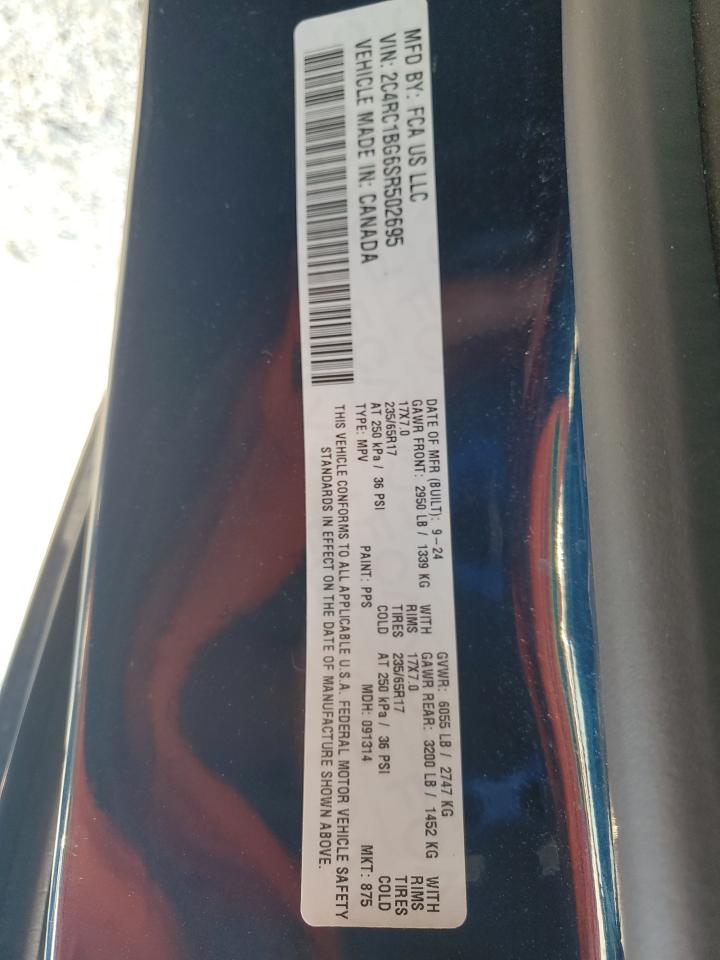 MFD BY: FCA US LLC
VIN: 2C4RC1BG6SR502695
VEHICLE MADE IN: CANADA
DATE OF MFR (BUILT): 9-24 GVWR: 6055 LB / 2747 KG
GAWR FRONT: 2950 LB / 1339 KG WITH GAWR REAR: 3200 LB / 1452 KG WITH
17X7.0 RIMS 17X7.0 RIMS
235/65R17 TIRES 235/65R17 TIRES
AT 250 kPa / 36 PSI COLD AT 250 kPa / 36 PSI COLD
TYPE: MPV PAINT: PPS MDH: 091314 MKT: 875
THIS VEHICLE CONFORMS TO ALL APPLICABLE U.S.A. FEDERAL MOTOR VEHICLE SAFETY
STANDARDS IN EFFECT ON THE DATE OF MANUFACTURE SHOWN ABOVE.